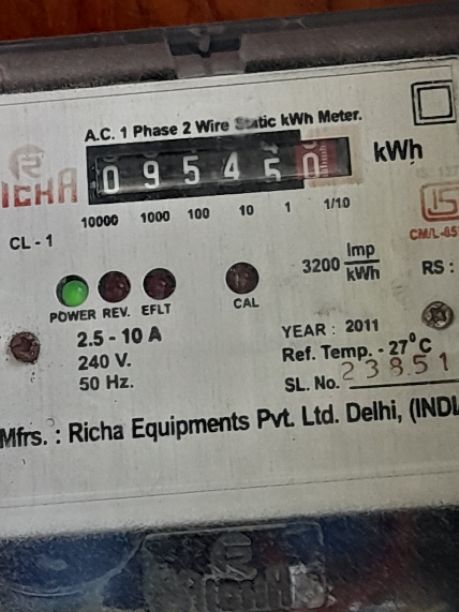 A.C. 1 Phase 2 Wire Static kWh Meter.
RICHA
0 9 5 4 5 0 kWh
10000 1000 100 10 1 1/10
CL - 1
3200 Imp/kWh
CM/L-85
RS :
POWER REV. EFLT CAL
2.5 - 10 A
240 V.
50 Hz.
YEAR : 2011
Ref. Temp. - 27°C
SL. No. 23851
Mfrs. : Richa Equipments Pvt. Ltd. Delhi, (INDI